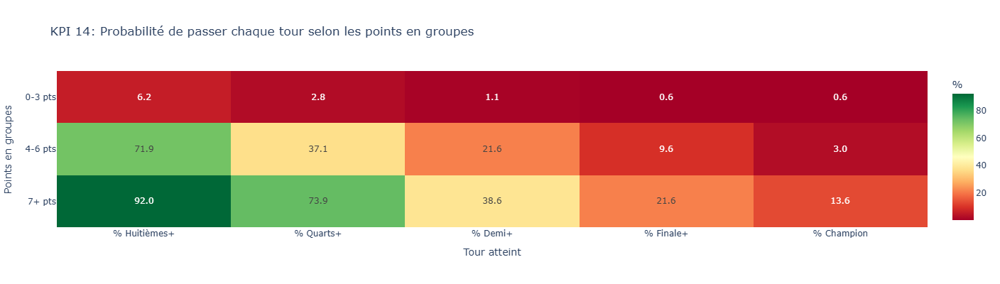 KPI 14: Probabilité de passer chaque tour selon les points en groupes
%
Points en groupes
0-3 pts 6.2 2.8 1.1 0.6 0.6
4-6 pts 71.9 37.1 21.6 9.6 3.0
7+ pts 92.0 73.9 38.6 21.6 13.6
% Huitièmes+ % Quarts+ % Demi+ % Finale+ % Champion
Tour atteint
80
60
40
20